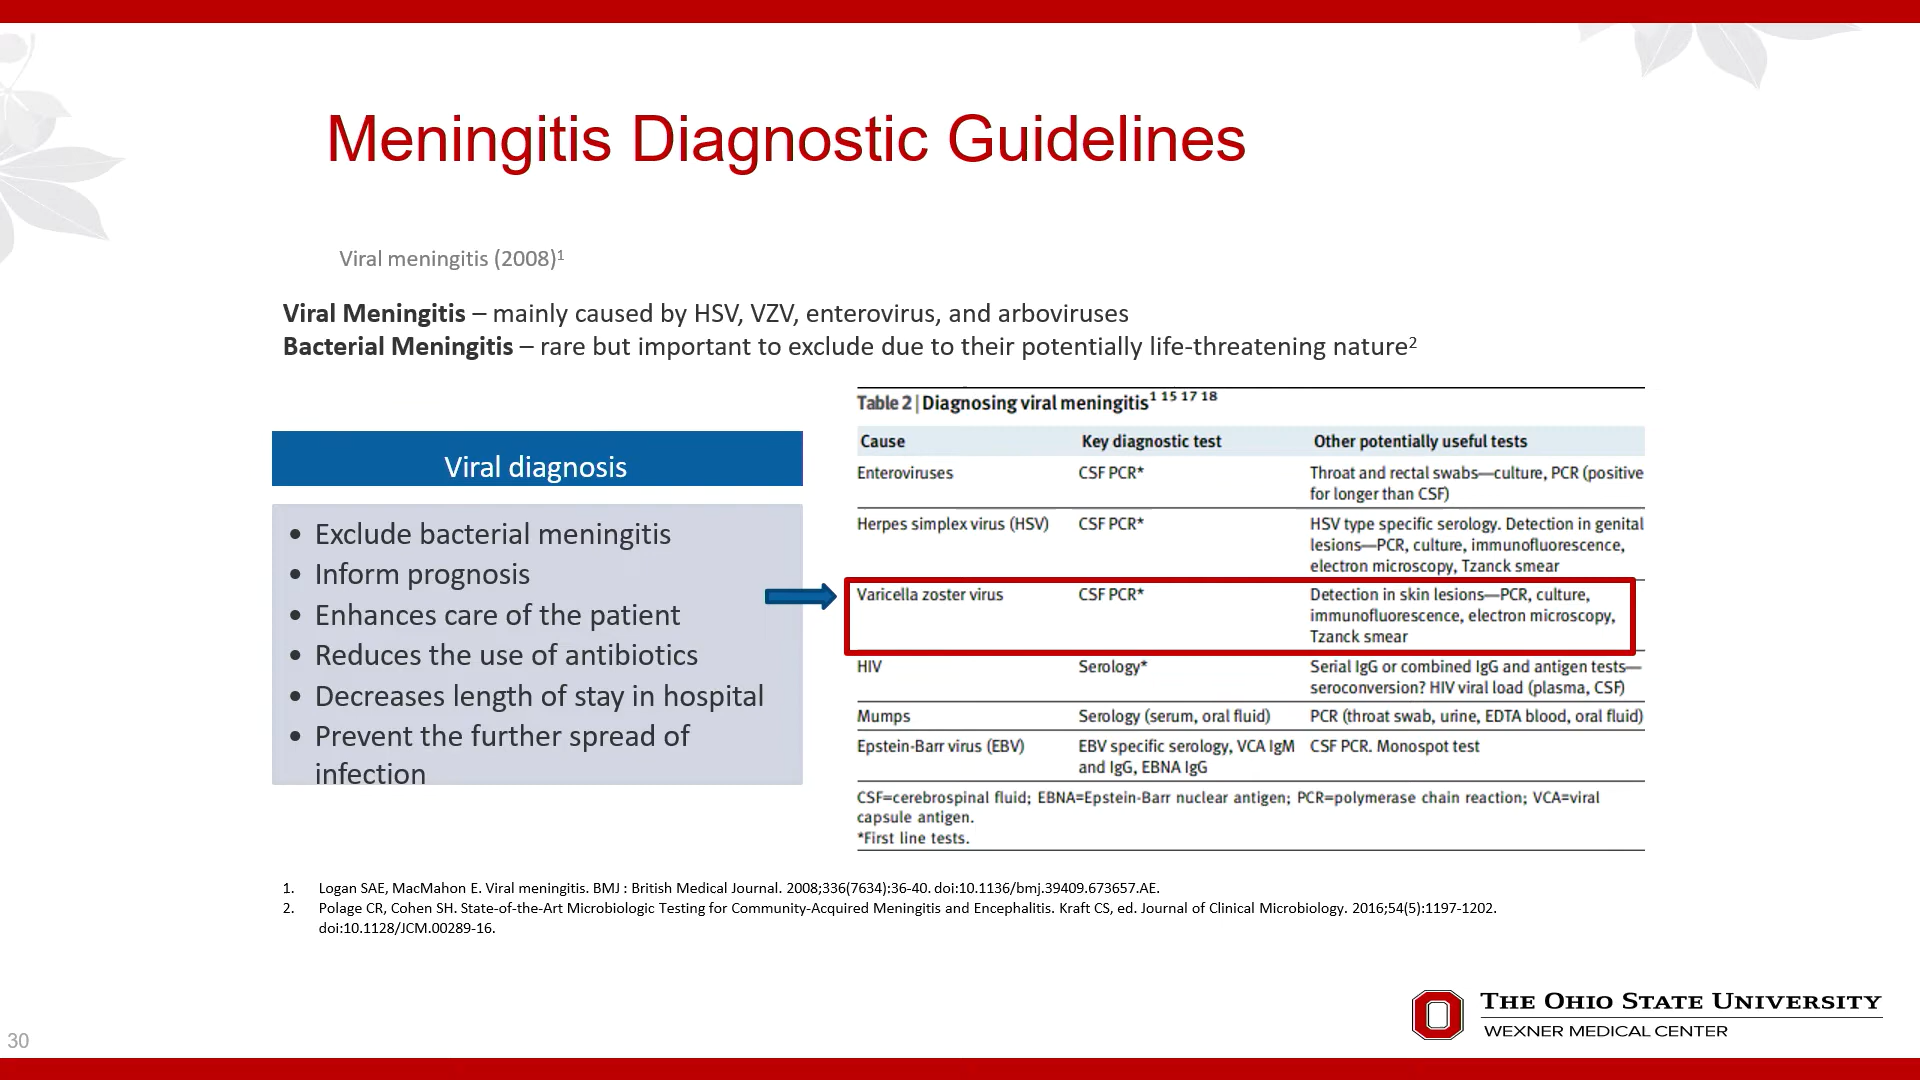 Meningitis Diagnostic Guidelines
Viral meningitis (2008)1
Viral Meningitis – mainly caused by HSV, VZV, enterovirus, and arboviruses
Bacterial Meningitis – rare but important to exclude due to their potentially life-threatening nature2
Viral diagnosis
• Exclude bacterial meningitis
• Inform prognosis
• Enhances care of the patient
• Reduces the use of antibiotics
• Decreases length of stay in hospital
• Prevent the further spread of
infection
Table 2 | Diagnosing viral meningitis1 15 17 18
Cause Key diagnostic test Other potentially useful tests
Enteroviruses CSF PCR* Throat and rectal swabs—culture, PCR (positive
for longer than CSF)
Herpes simplex virus (HSV) CSF PCR* HSV type specific serology. Detection in genital
lesions—PCR, culture, immunofluorescence,
electron microscopy, Tzanck smear
Varicella zoster virus CSF PCR* Detection in skin lesions—PCR, culture,
immunofluorescence, electron microscopy,
Tzanck smear
HIV Serology* Serial IgG or combined IgG and antigen tests—
seroconversion? HIV viral load (plasma, CSF)
Mumps Serology (serum, oral fluid) PCR (throat swab, urine, EDTA blood, oral fluid)
Epstein-Barr virus (EBV) EBV specific serology, VCA IgM CSF PCR. Monospot test
and IgG, EBNA IgG
CSF=cerebrospinal fluid; EBNA=Epstein-Barr nuclear antigen; PCR=polymerase chain reaction; VCA=viral
capsule antigen.
*First line tests.
1. Logan SAE, MacMahon E. Viral meningitis. BMJ : British Medical Journal. 2008;336(7634):36-40. doi:10.1136/bmj.39409.673657.AE.
2. Polage CR, Cohen SH. State-of-the-Art Microbiologic Testing for Community-Acquired Meningitis and Encephalitis. Kraft CS, ed. Journal of Clinical Microbiology. 2016;54(5):1197-1202.
doi:10.1128/JCM.00289-16.
THE OHIO STATE UNIVERSITY
WEXNER MEDICAL CENTER
30